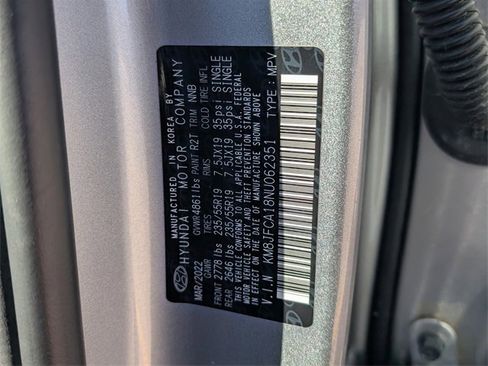 MANUFACTURED IN KOREA BY
HYUNDAI MOTOR COMPANY
MAR/2022 GVWR4861lbs PAINT R2T TRIM NNB
GAWR TIRES RIMS COLD TIRE INFL.
FRONT 2778 lbs 235/55R19 7.5JX19 35psi SINGLE
REAR 2646 lbs 235/55R19 7.5JX19 35psi SINGLE
THIS VEHICLE CONFORMS TO ALL APPLICABLE U.S.A. FEDERAL
MOTOR VEHICLE SAFETY AND THEFT PREVENTION STANDARDS
IN EFFECT ON THE DATE OF MANUFACTURE SHOWN ABOVE
V.I.N : KM8JFCA18NU062351 TYPE : MPV